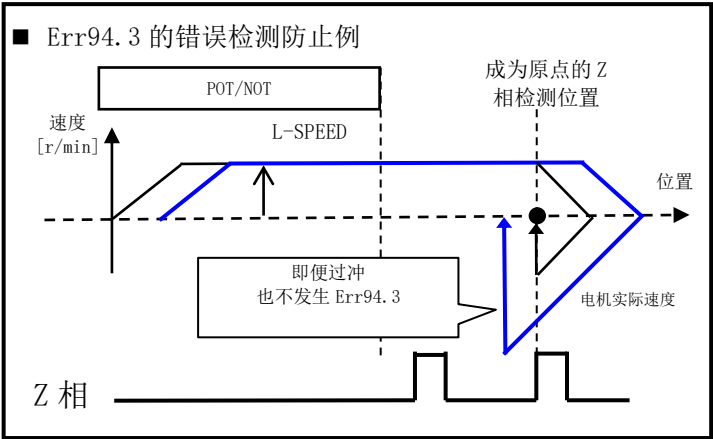 ■ Err94.3 的错误检测防止例
POT/NOT
成为原点的 Z
相检测位置
速度
[r/min]
L-SPEED
位置
即便过冲
也不发生 Err94.3
电机实际速度
Z 相